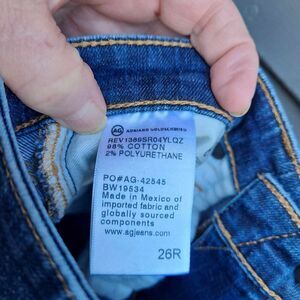 AG ADRIANO GOLDSCHMIED
REV1389SR04YLQZ
98% COTTON
2% POLYURETHANE
PO#AG-42545
BW19534
Made in Mexico of
imported fabric and
globally sourced
components
www.agjeans.com
26R